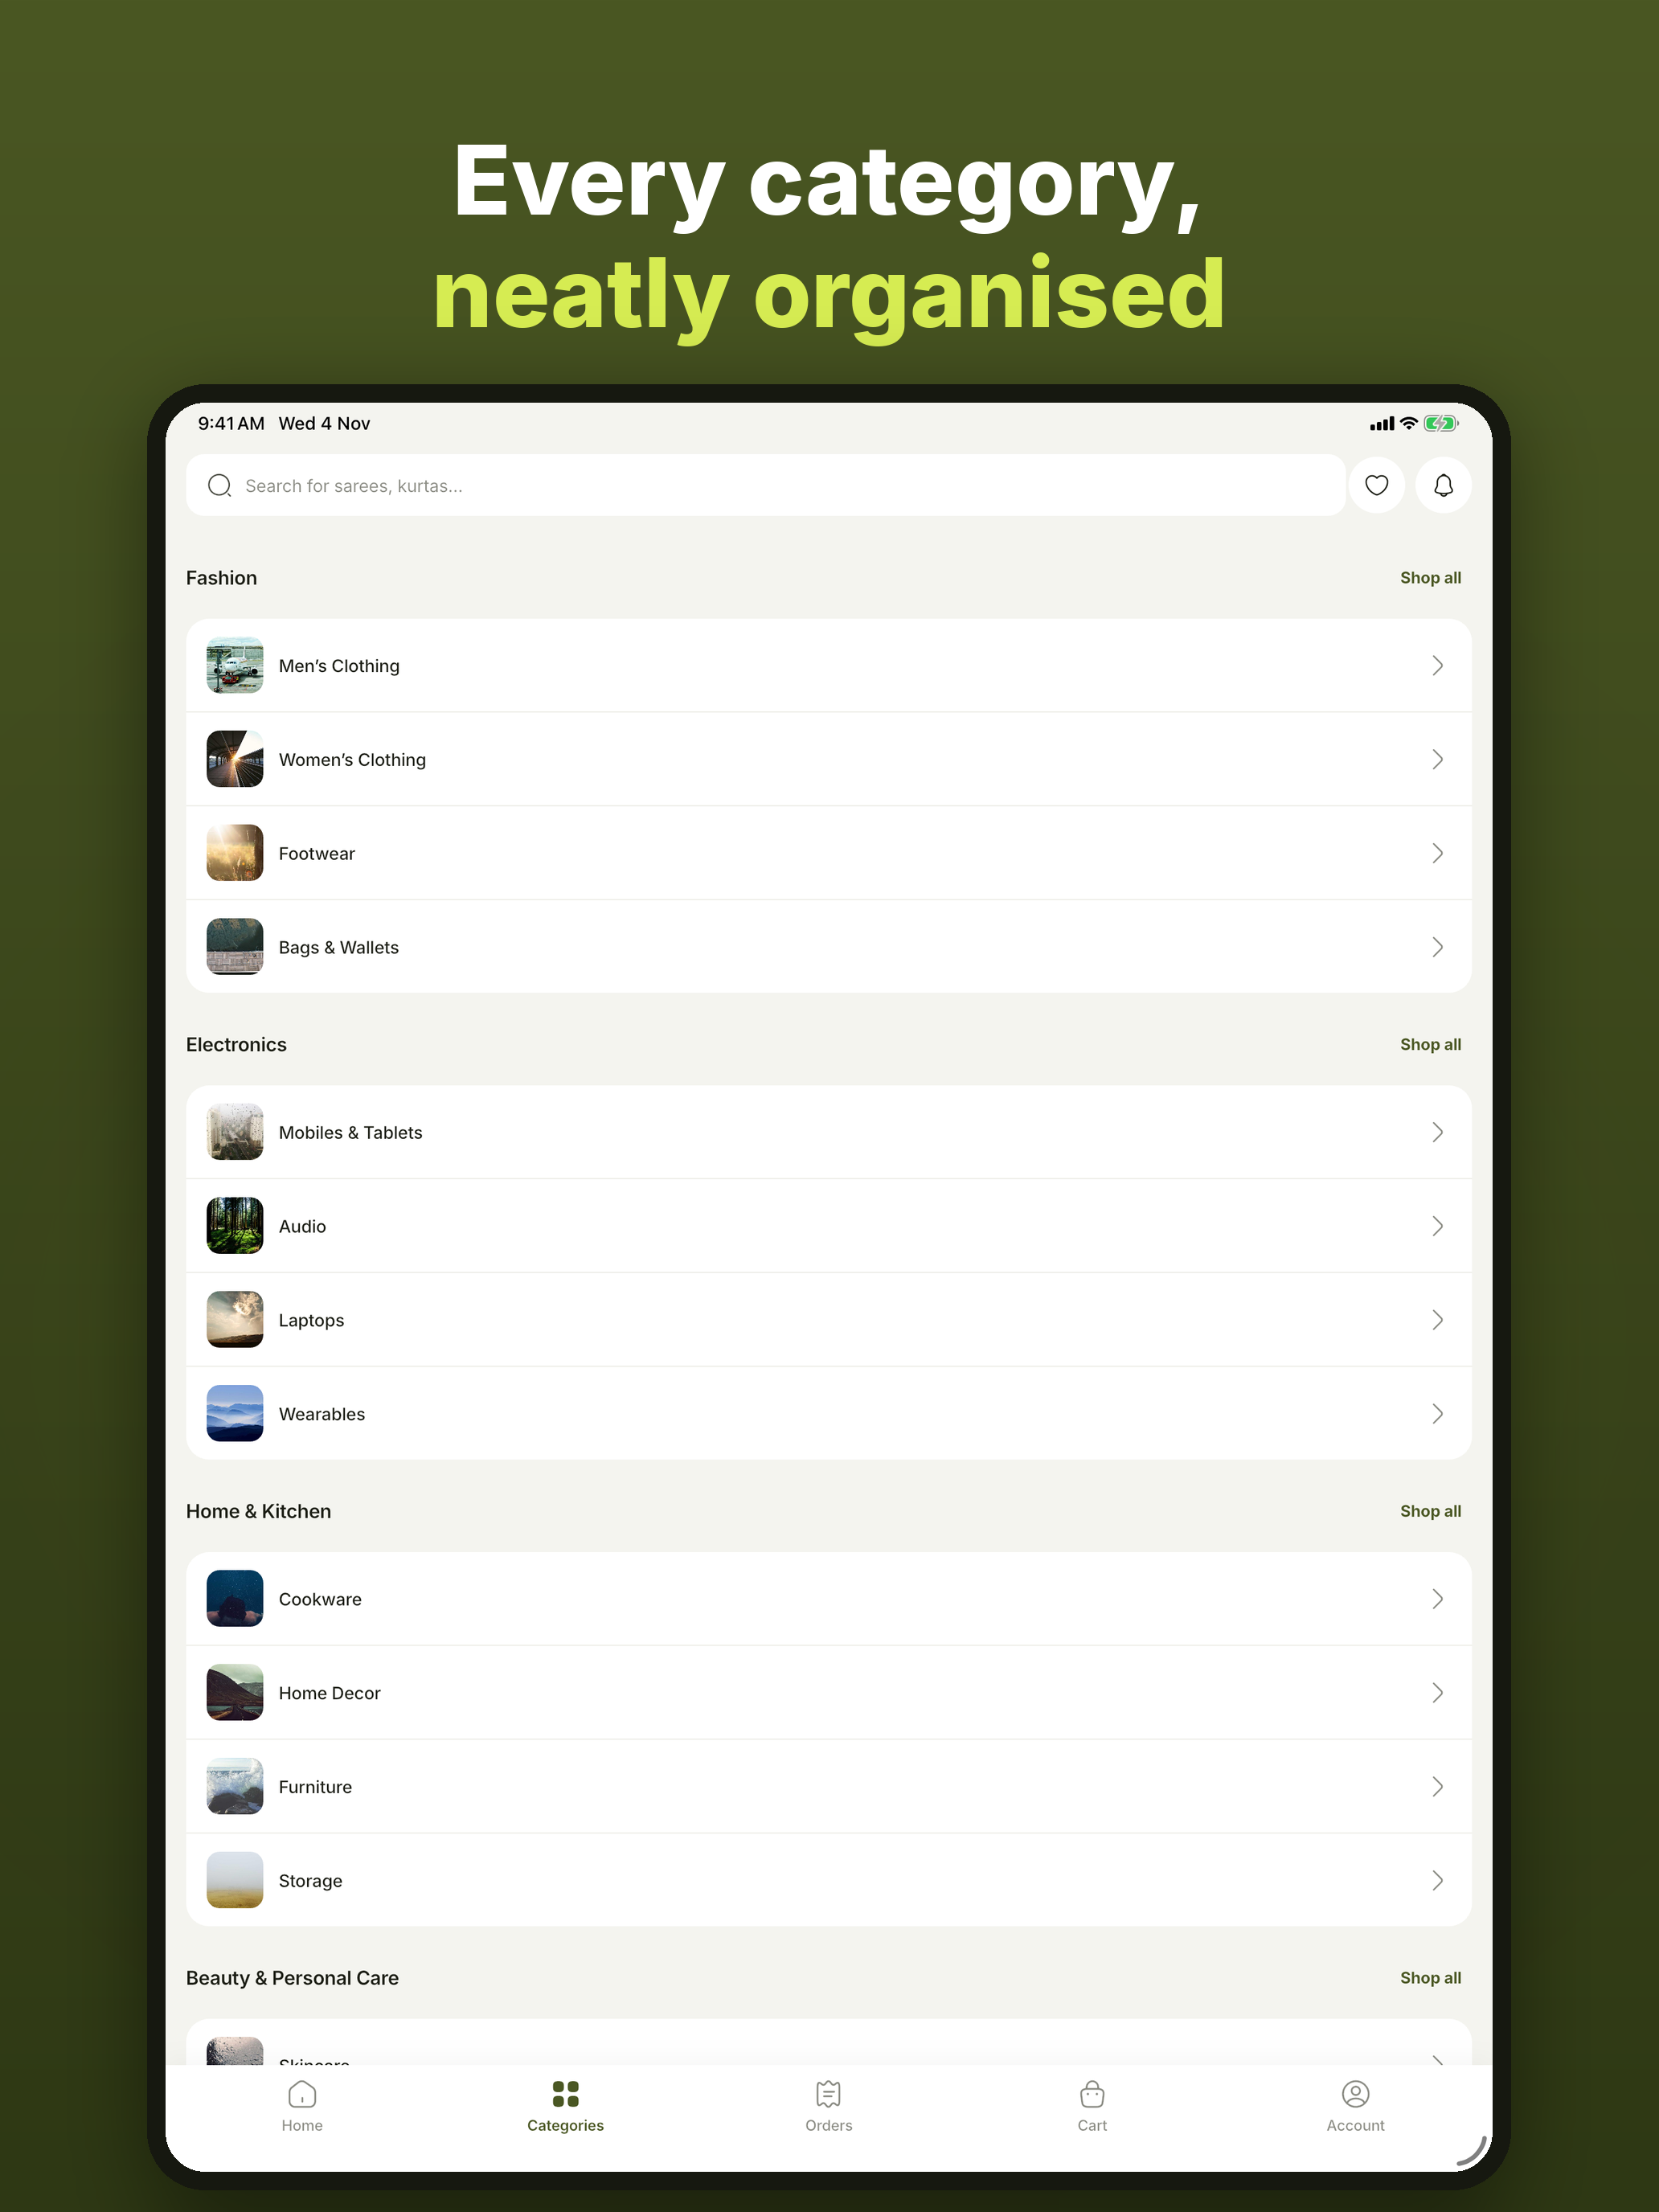 Every category,
neatly organised
9:41 AM Wed 4 Nov
Search for sarees, kurtas...
Fashion Shop all
Men's Clothing
Women's Clothing
Footwear
Bags & Wallets
Electronics Shop all
Mobiles & Tablets
Audio
Laptops
Wearables
Home & Kitchen Shop all
Cookware
Home Decor
Furniture
Storage
Beauty & Personal Care Shop all
Skincare
Home Categories Orders Cart Account